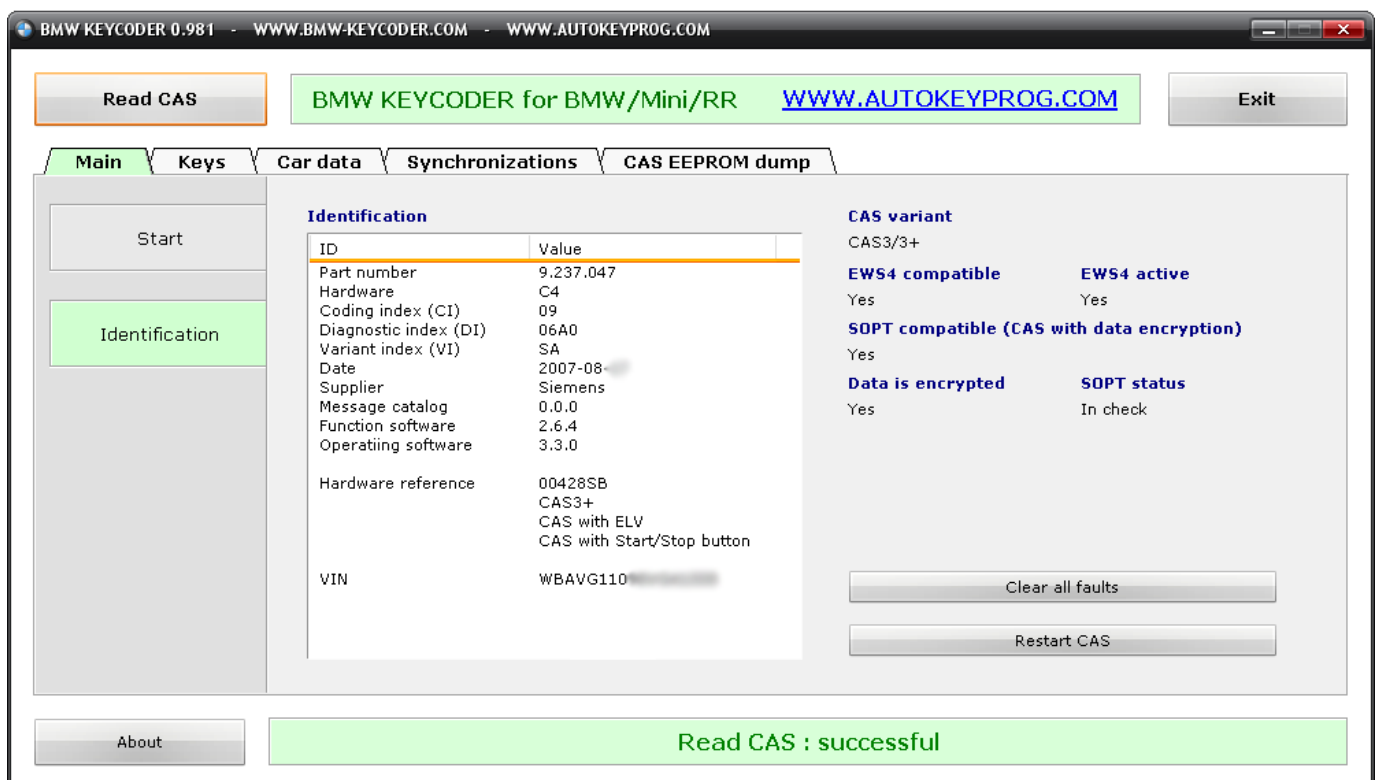 BMW KEYCODER 0.981 - WWW.BMW-KEYCODER.COM - WWW.AUTOKEYPROG.COM
Read CAS
BMW KEYCODER for BMW/Mini/RR WWW.AUTOKEYPROG.COM
Exit
Main Keys Car data Synchronizations CAS EEPROM dump
Start
Identification
Identification
ID Value
Part number 9.237.047
Hardware C4
Coding index (CI) 09
Diagnostic index (DI) 06A0
Variant index (VI) SA
Date 2007-08-
Supplier Siemens
Message catalog 0.0.0
Function software 2.6.4
Operatiing software 3.3.0
Hardware reference 00428SB
CAS3+
CAS with ELV
CAS with Start/Stop button
VIN WBAVG110
CAS variant
CAS3/3+
EWS4 compatible EWS4 active
Yes Yes
SOPT compatible (CAS with data encryption)
Yes
Data is encrypted SOPT status
Yes In check
Clear all faults
Restart CAS
About
Read CAS : successful